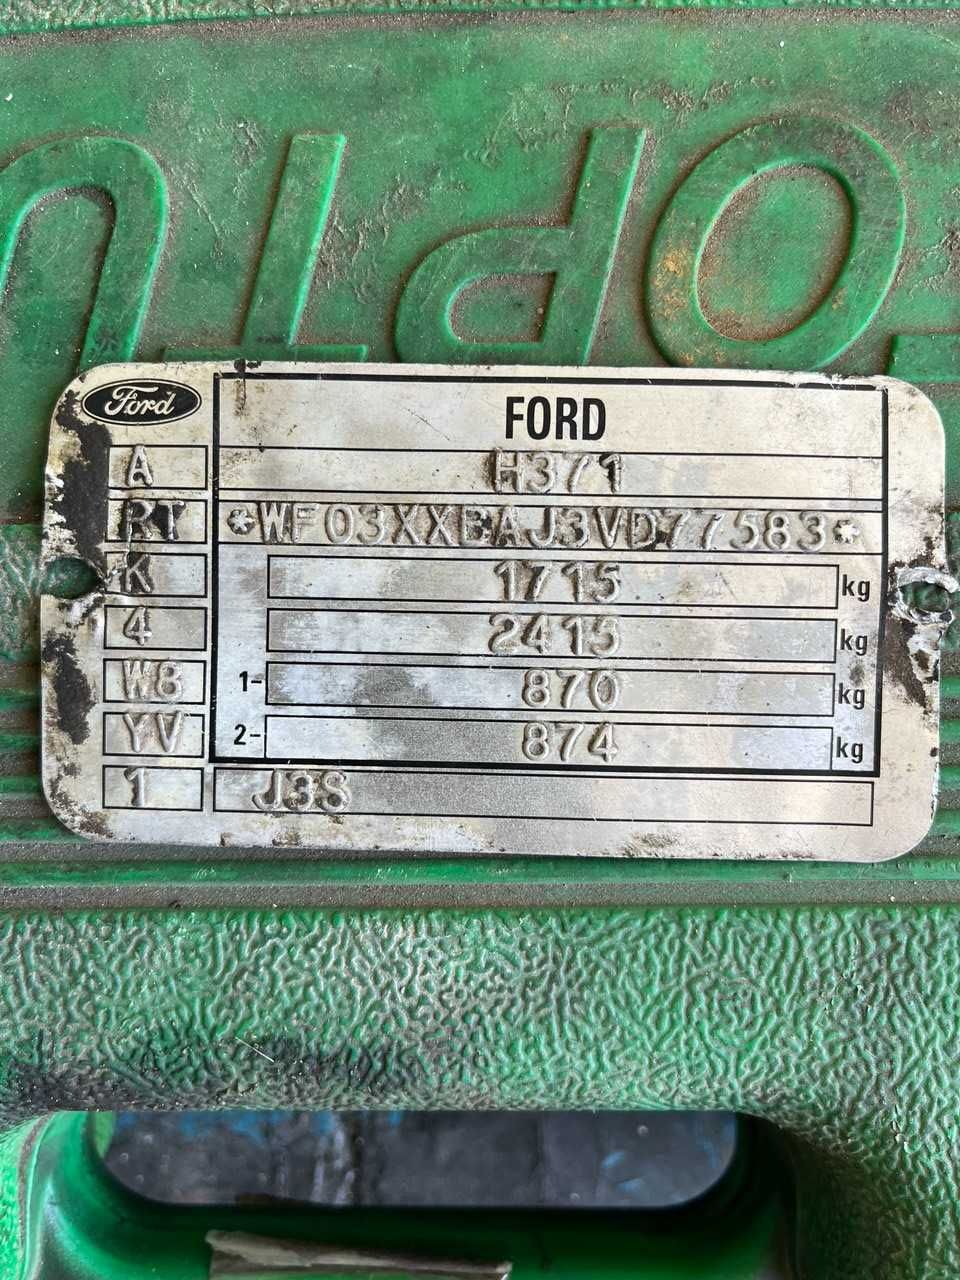 OPTU
Ford
FORD
A H371
RT *WF03XXBAJ3VD77583*
K 1715 kg
4 2415 kg
W8 1- 870 kg
YV 2- 874 kg
1 J3S